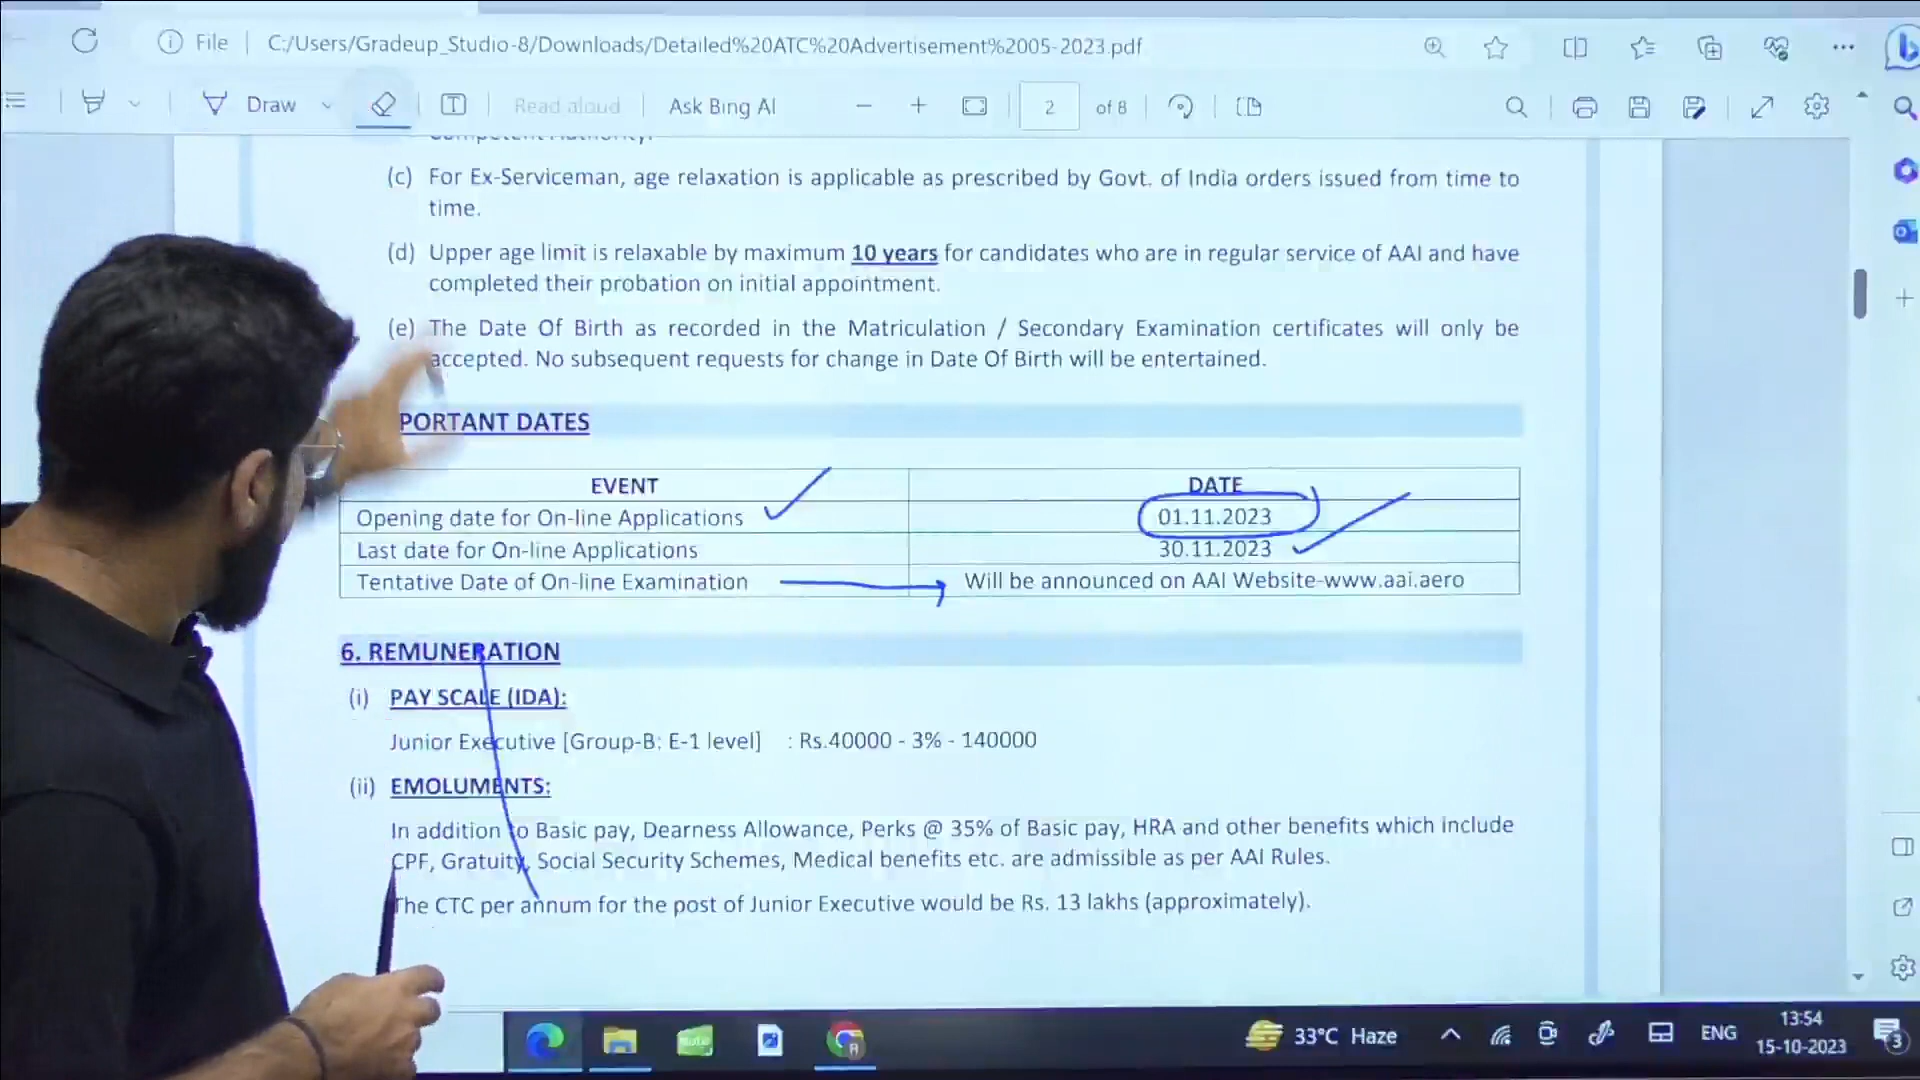 File
C:/Users/Gradeup_Studio-8/Downloads/Detailed%20ATC%20Advertisement%2005-2023.pdf
Draw
Read aloud
Ask Bing AI
2 of 8
(c) For Ex-Serviceman, age relaxation is applicable as prescribed by Govt. of India orders issued from time to
time.
(d) Upper age limit is relaxable by maximum 10 years for candidates who are in regular service of AAI and have
completed their probation on initial appointment.
(e) The Date Of Birth as recorded in the Matriculation / Secondary Examination certificates will only be
accepted. No subsequent requests for change in Date Of Birth will be entertained.
PORTANT DATES
EVENT DATE
Opening date for On-line Applications 01.11.2023
Last date for On-line Applications 30.11.2023
Tentative Date of On-line Examination Will be announced on AAI Website-www.aai.aero
6. REMUNERATION
(i) PAY SCALE (IDA):
Junior Executive [Group-B: E-1 level] : Rs.40000 - 3% - 140000
(ii) EMOLUMENTS:
In addition to Basic pay, Dearness Allowance, Perks @ 35% of Basic pay, HRA and other benefits which include
CPF, Gratuity, Social Security Schemes, Medical benefits etc. are admissible as per AAI Rules.
The CTC per annum for the post of Junior Executive would be Rs. 13 lakhs (approximately).
33°C Haze
ENG
13:54
15-10-2023
3